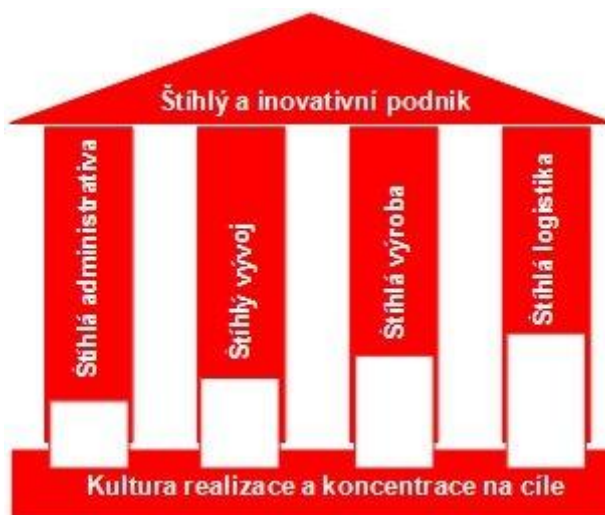 Štíhlý a inovativní podnik
Štíhlá administrativa
Štíhlý vývoj
Štíhlá výroba
Štíhlá logistika
Kultura realizace a koncentrace na cíle